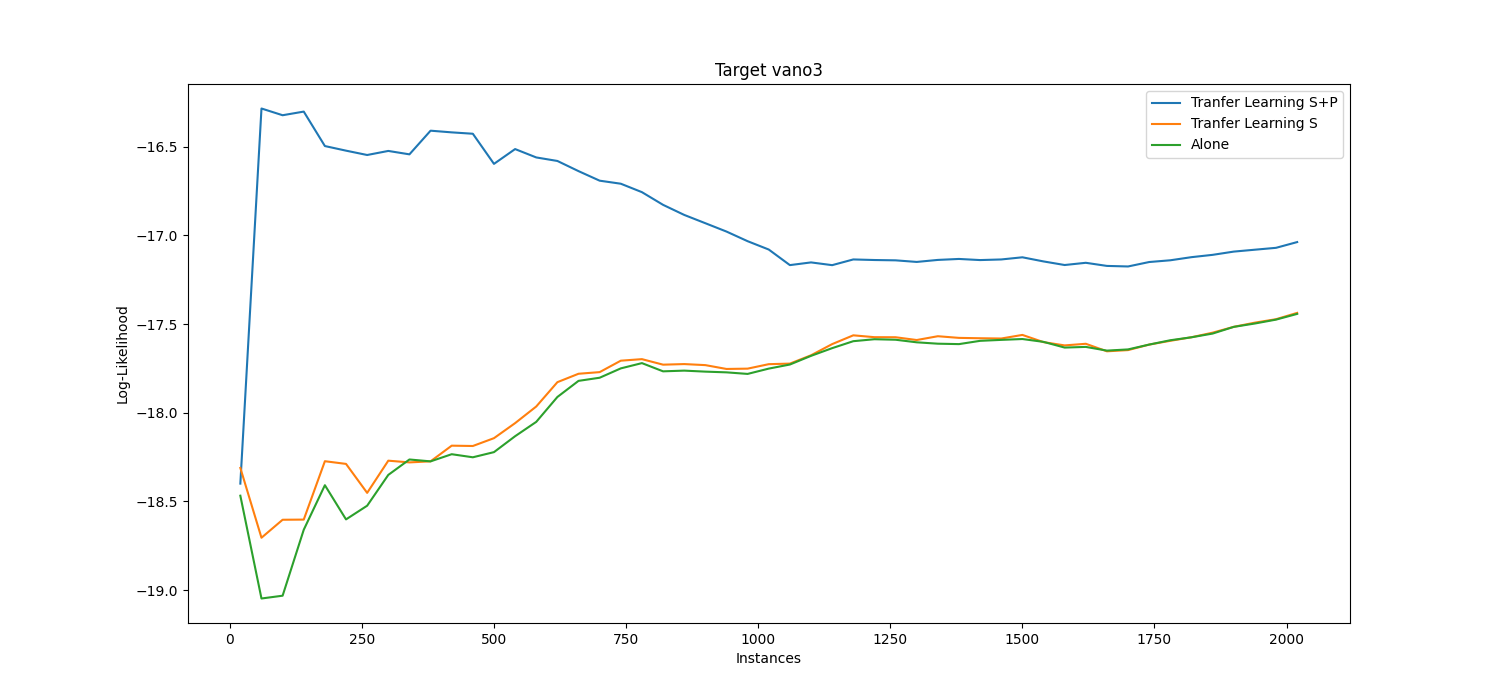 Target vano3
Tranfer Learning S+P
Tranfer Learning S
Alone
Log-Likelihood
−16.5
−17.0
−17.5
−18.0
−18.5
−19.0
0 250 500 750 1000 1250 1500 1750 2000
Instances